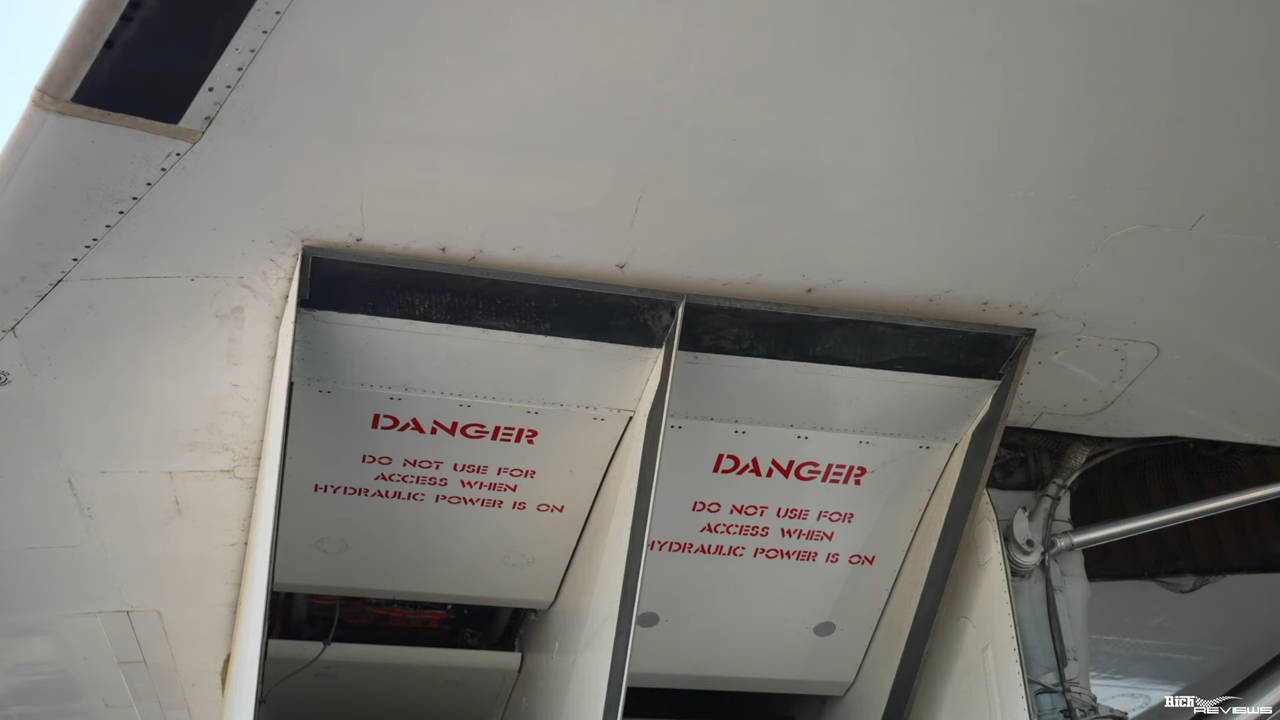 DANGER
DO NOT USE FOR
ACCESS WHEN
HYDRAULIC POWER IS ON
DANGER
DO NOT USE FOR
ACCESS WHEN
HYDRAULIC POWER IS ON
Rich
REVIEWS